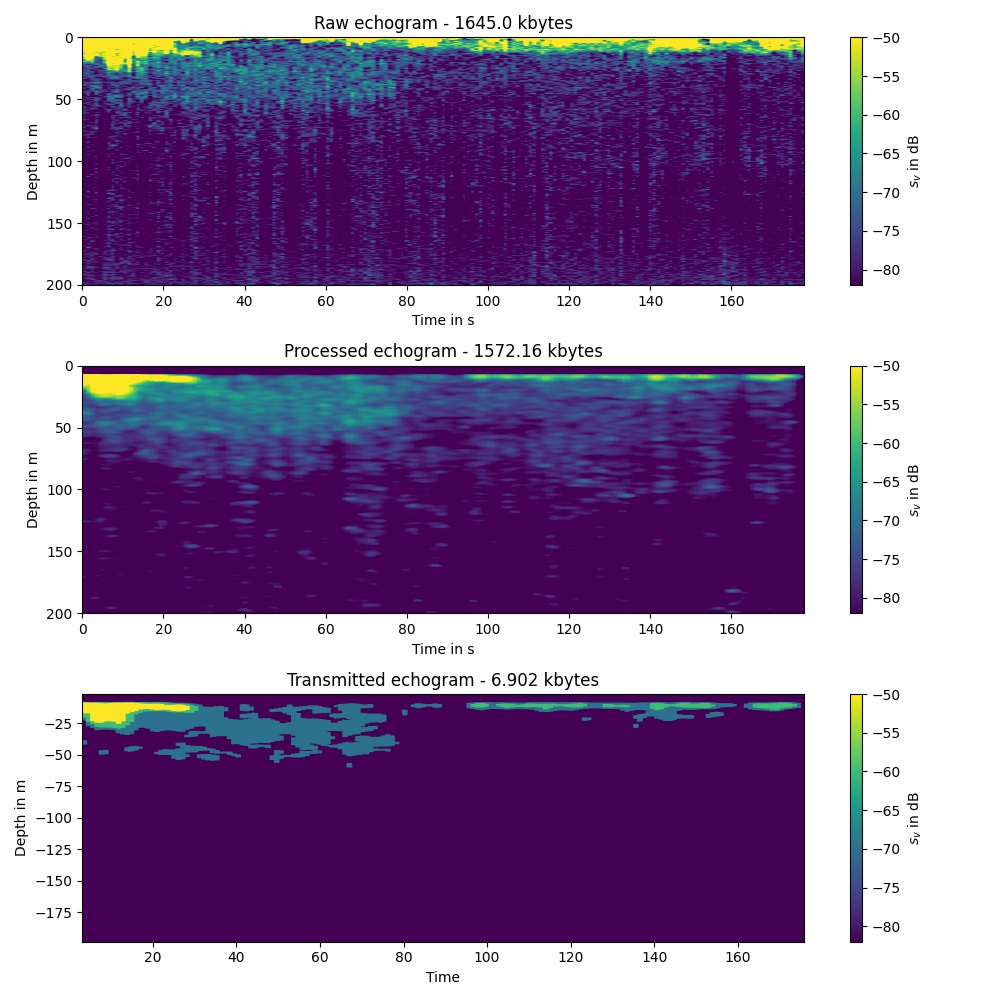 Raw echogram - 1645.0 kbytes
0
50
100
150
200
Depth in m
0 20 40 60 80 100 120 140 160
Time in s
−50
−55
−60
−65
−70
−75
−80
sv in dB
Processed echogram - 1572.16 kbytes
0
50
100
150
200
Depth in m
0 20 40 60 80 100 120 140 160
Time in s
−50
−55
−60
−65
−70
−75
−80
sv in dB
Transmitted echogram - 6.902 kbytes
−25
−50
−75
−100
−125
−150
−175
Depth in m
20 40 60 80 100 120 140 160
Time
−50
−55
−60
−65
−70
−75
−80
sv in dB